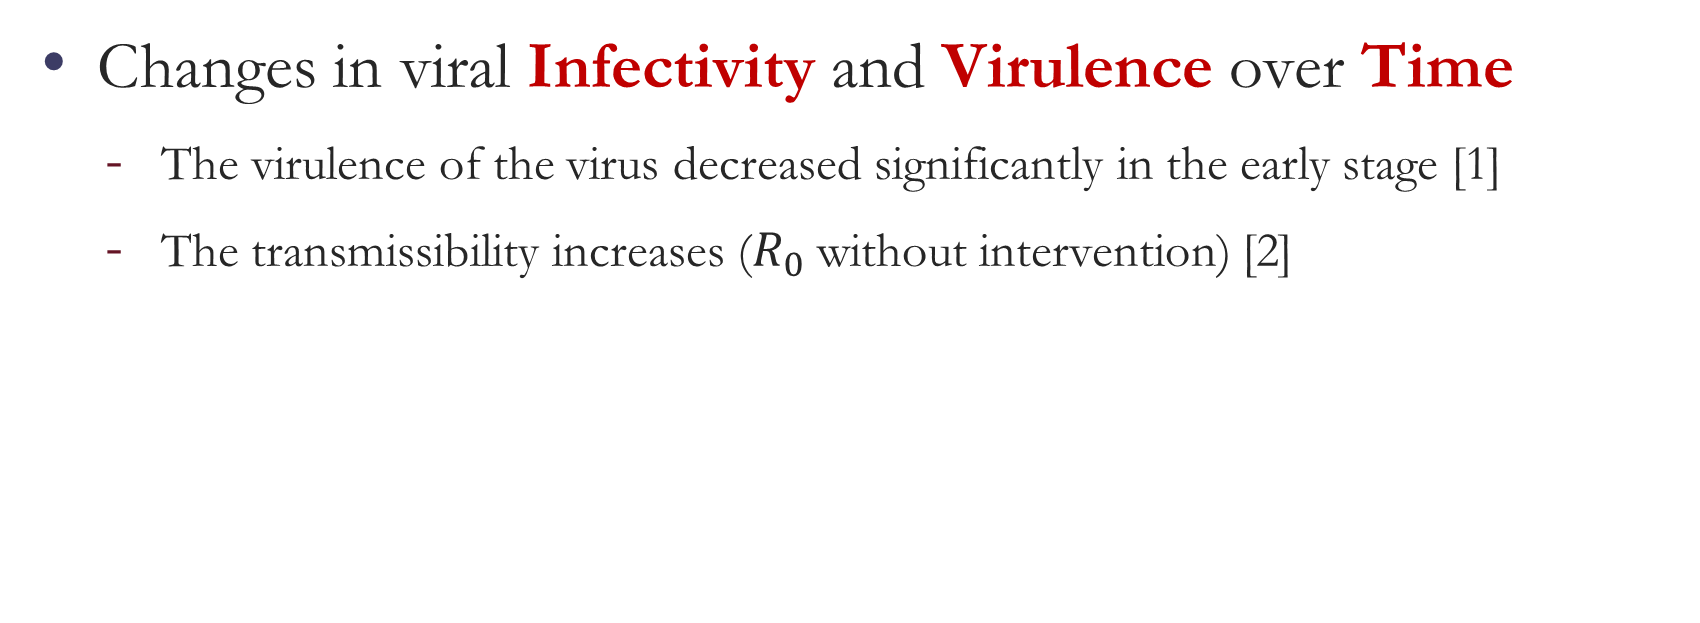 • Changes in viral Infectivity and Virulence over Time
- The virulence of the virus decreased significantly in the early stage [1]
- The transmissibility increases (R₀ without intervention) [2]